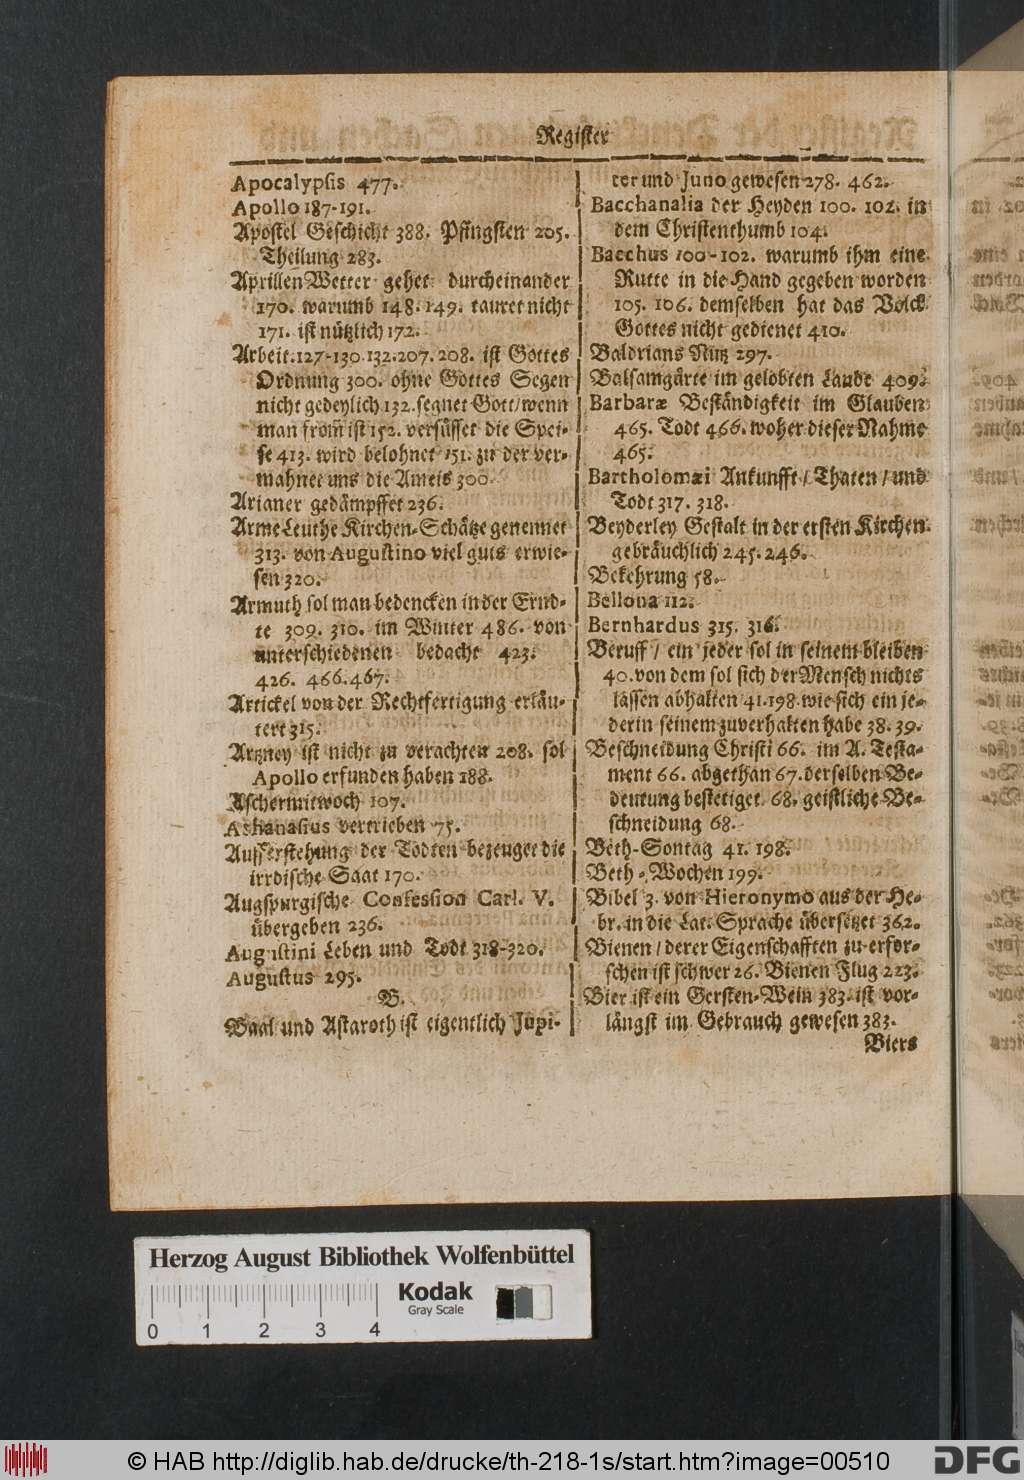 Register
Apocalypsis 477.
Apollo 187-191.
Apostel Geschicht 388. Pfingsten 205.
Theilung 283.
Aprillen Wetter gehet durcheinander
170. warumb 148. 149. tauret nicht
171. ist nützlich 172.
Arbeit. 127-130. 132. 207. 208. ist Gottes
Ordnung 300. ohne Gottes Segen
nicht gedeylich 132. segnet Gott / wenn
man from̃ ist 152. versüsset die Spei-
se 413. wird belohnet 151. zu der ver-
mahnet uns die Ameis 300.
Arianer gedämpffet 236.
Arme Leuthe Kirchen-Schätze genennet
313. von Augustino viel guts erwie-
sen 320.
Armuth sol man bedencken in der Ernd-
te 309. 310. im Winter 486. von
unterschiedenen bedacht 423.
426. 466. 467.
Artickel von der Rechtfertigung erläu-
tert 315.
Artzney ist nicht zu verachten 208. sol
Apollo erfunden haben 188.
Aschermitwoch 107.
Athanasius vertrieben 75.
Aufferstehung der Todten bezeuget die
irrdische Saat 170.
Augspurgische Confession Carl. V.
übergeben 236.
Augustini Leben und Todt 318-320.
Augustus 295.
B.
Baal und Astaroth ist eigentlich Jupi-
ter und Juno gewesen 278. 462.
Bacchanalia der Heyden 100. 102. in
dem Christenthumb 104.
Bacchus 100-102. warumb ihm eine
Rutte in die Hand gegeben worden
105. 106. demselben hat das Volck
Gottes nicht gedienet 410.
Baldrians Nutz 297.
Balsamgärte im gelobten Lande 409.
Barbaræ Beständigkeit im Glauben
465. Todt 466. woher dieser Nahme
465.
Bartholomæi Ankunfft / Thaten / und
Todt 317. 318.
Beyderley Gestalt in der ersten Kirchen
gebräuchlich 245. 246.
Bekehrung 58.
Bellona 112.
Bernhardus 315. 316.
Beruff / ein jeder sol in seinem bleiben
40. von dem sol sich der Mensch nichts
lassen abhalten 41. 198. wie sich ein je-
der in seinem zuverhalten habe 38. 39.
Beschneidung Christi 66. im A. Testa-
ment 66. abgethan 67. derselben Be-
deutung bestetiget 68. geistliche Be-
schneidung 68.
Beth-Sontag 41. 198.
Beth-Wochen 199.
Bibel 3. von Hieronymo aus der He-
br. in die Lat. Sprache übersetzet 362.
Bienen / derer Eigenschafften zu erfor-
schen ist schwer 26. Bienen Flug 223.
Bier ist ein Gersten-Wein 383. ist vor-
längst im Gebrauch gewesen 383.
Biers
Herzog August Bibliothek Wolfenbüttel
Kodak
Gray Scale
0 1 2 3 4
© HAB http://diglib.hab.de/drucke/th-218-1s/start.htm?image=00510
DFG